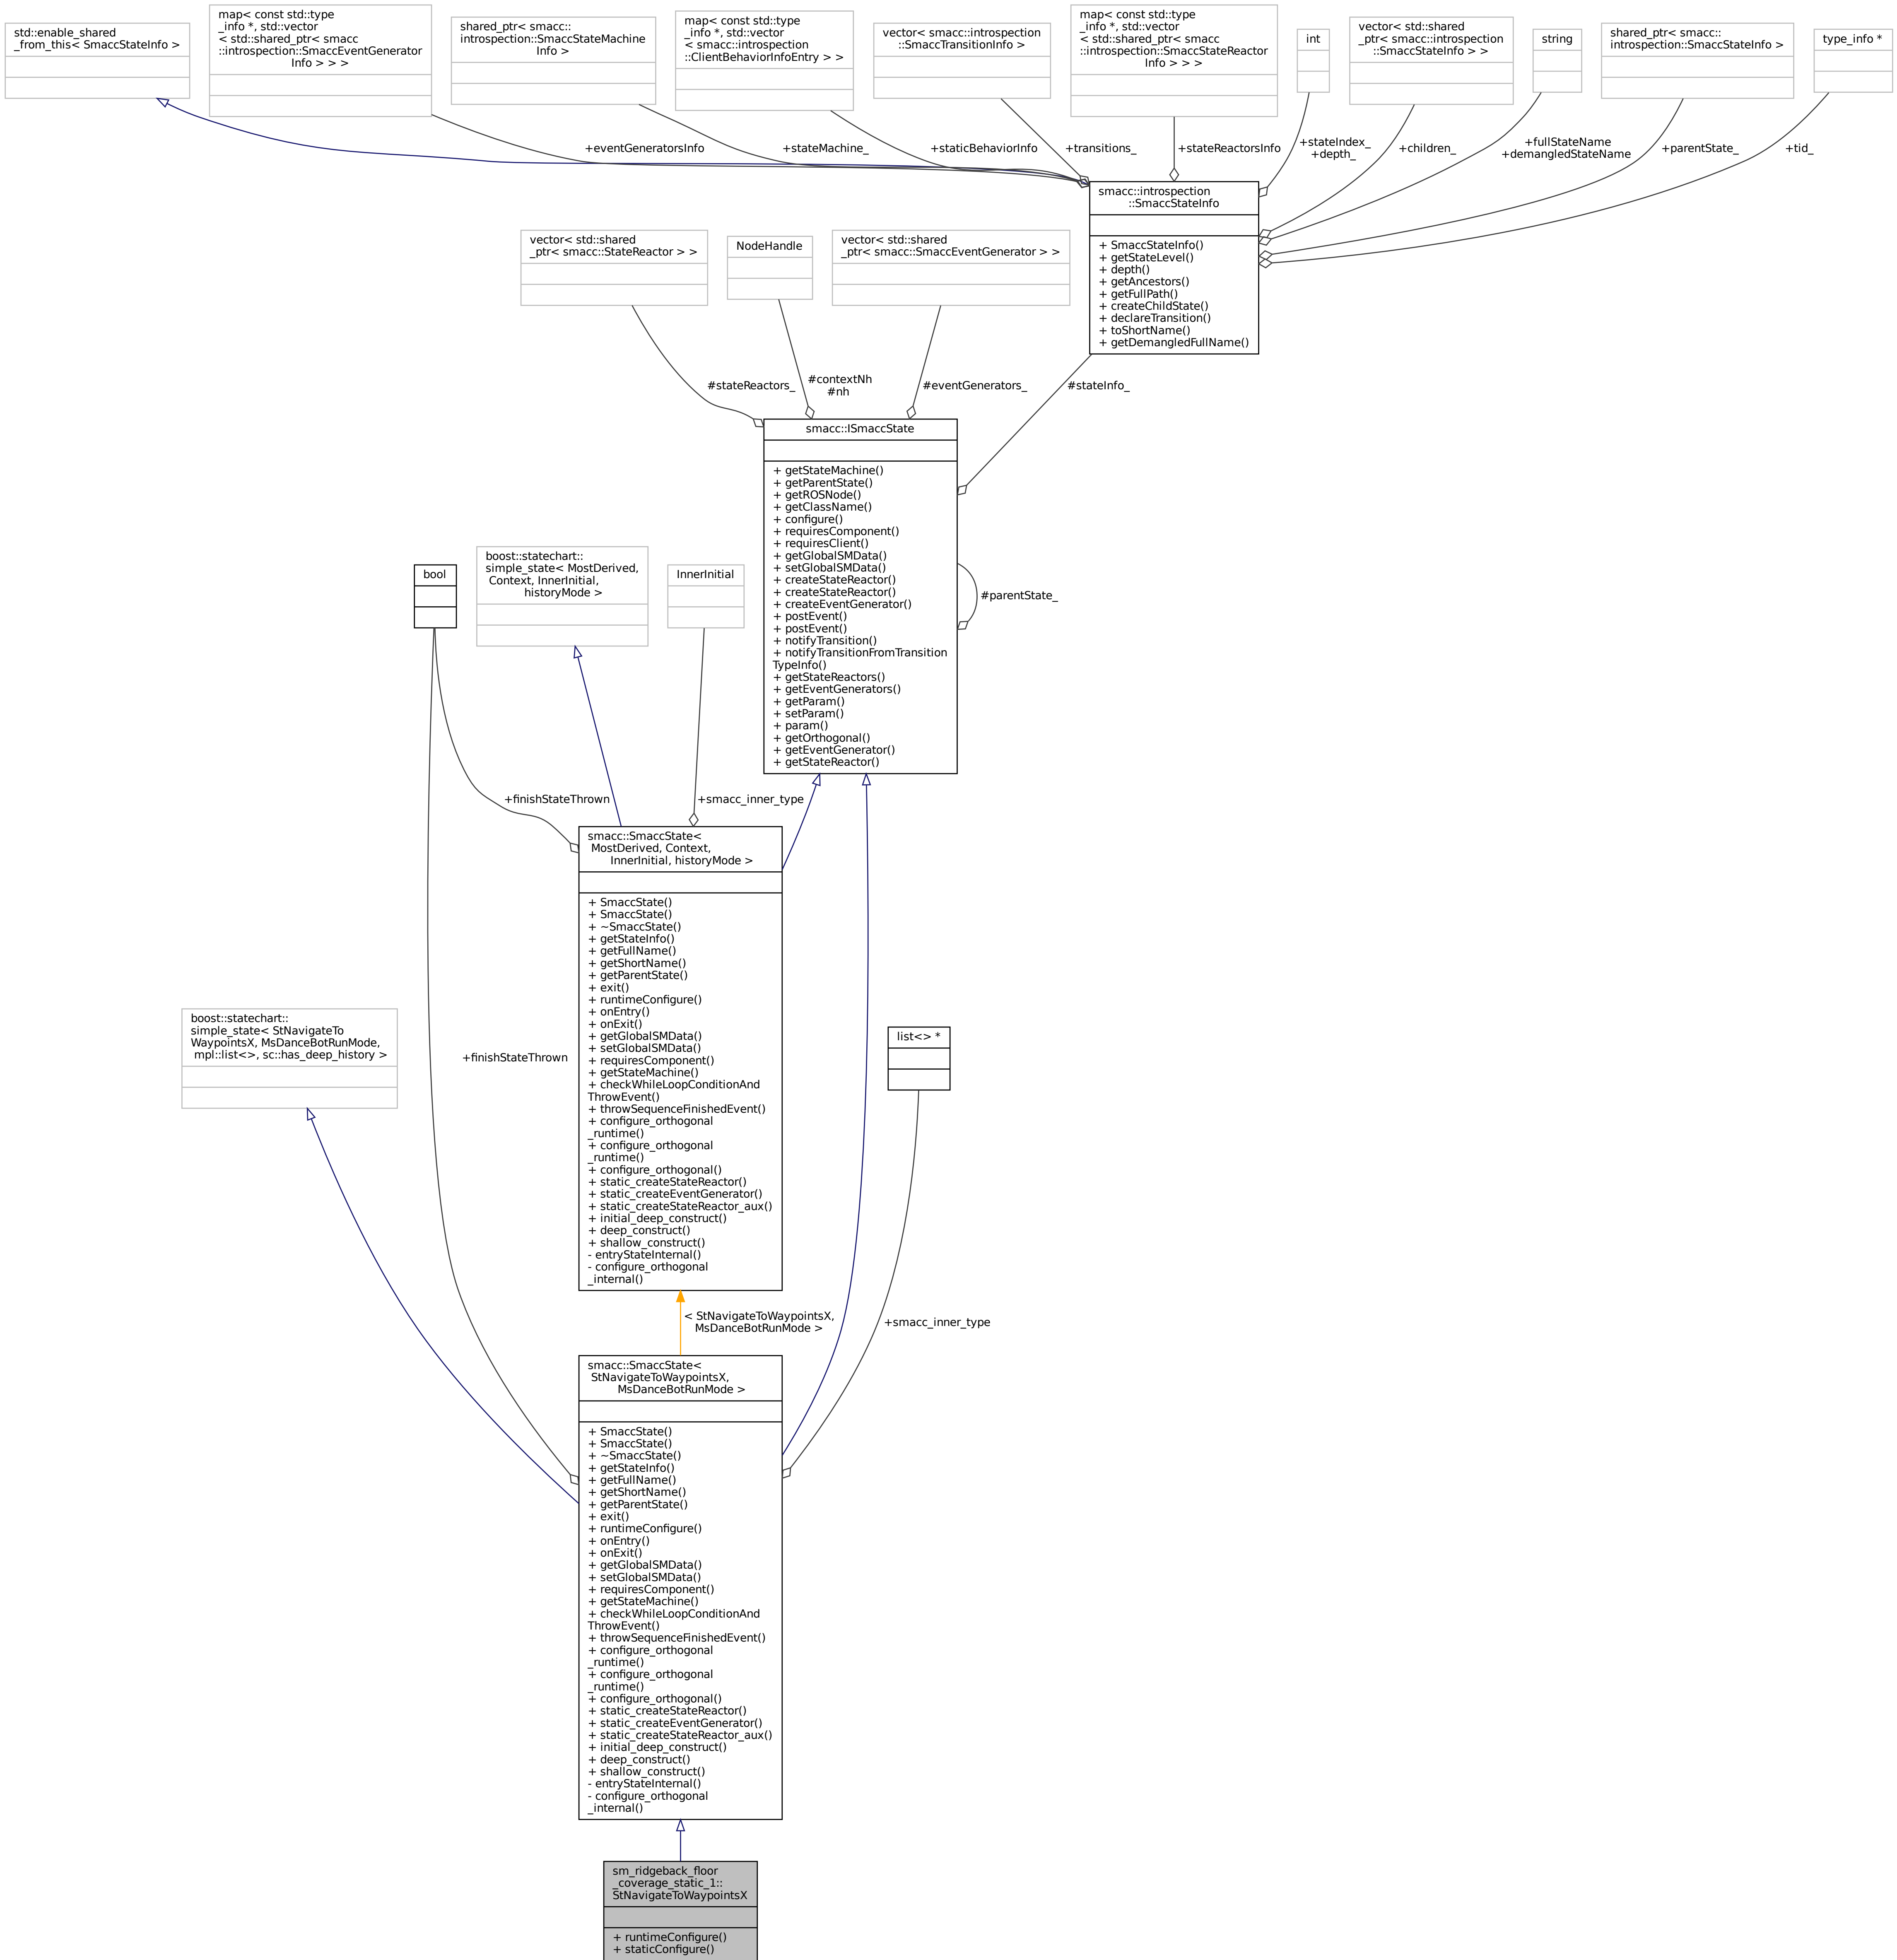 std::enable_shared
_from_this< SmaccStateInfo >
map< const std::type
_info *, std::vector
< std::shared_ptr< smacc
::introspection::SmaccEventGenerator
Info > > >
shared_ptr< smacc::
introspection::SmaccStateMachine
Info >
map< const std::type
_info *, std::vector
< smacc::introspection
::ClientBehaviorInfoEntry > >
vector< smacc::introspection
::SmaccTransitionInfo >
map< const std::type
_info *, std::vector
< std::shared_ptr< smacc
::introspection::SmaccStateReactor
Info > > >
int
vector< std::shared
_ptr< smacc::introspection
::SmaccStateInfo > >
string
shared_ptr< smacc::
introspection::SmaccStateInfo >
type_info *
+eventGeneratorsInfo
+stateMachine_
+staticBehaviorInfo
+transitions_
+stateReactorsInfo
+stateIndex_
+depth_
+children_
+fullStateName
+demangledStateName
+parentState_
+tid_
smacc::introspection
::SmaccStateInfo
+ SmaccStateInfo()
+ getStateLevel()
+ depth()
+ getAncestors()
+ getFullPath()
+ createChildState()
+ declareTransition()
+ toShortName()
+ getDemangledFullName()
vector< std::shared
_ptr< smacc::StateReactor > >
NodeHandle
vector< std::shared
_ptr< smacc::SmaccEventGenerator > >
#stateReactors_
#contextNh
#nh
#eventGenerators_
#stateInfo_
smacc::ISmaccState
+ getStateMachine()
+ getParentState()
+ getROSNode()
+ getClassName()
+ configure()
+ requiresComponent()
+ requiresClient()
+ getGlobalSMData()
+ setGlobalSMData()
+ createStateReactor()
+ createStateReactor()
+ createEventGenerator()
+ postEvent()
+ postEvent()
+ notifyTransition()
+ notifyTransitionFromTransition
TypeInfo()
+ getStateReactors()
+ getEventGenerators()
+ getParam()
+ setParam()
+ param()
+ getOrthogonal()
+ getEventGenerator()
+ getStateReactor()
#parentState_
bool
boost::statechart::
simple_state< MostDerived,
Context, InnerInitial,
historyMode >
InnerInitial
+finishStateThrown
+smacc_inner_type
smacc::SmaccState<
MostDerived, Context,
InnerInitial, historyMode >
+ SmaccState()
+ SmaccState()
+ ~SmaccState()
+ getStateInfo()
+ getFullName()
+ getShortName()
+ getParentState()
+ exit()
+ runtimeConfigure()
+ onEntry()
+ onExit()
+ getGlobalSMData()
+ setGlobalSMData()
+ requiresComponent()
+ getStateMachine()
+ checkWhileLoopConditionAnd
ThrowEvent()
+ throwSequenceFinishedEvent()
+ configure_orthogonal
_runtime()
+ configure_orthogonal
_runtime()
+ configure_orthogonal()
+ static_createStateReactor()
+ static_createEventGenerator()
+ static_createStateReactor_aux()
+ initial_deep_construct()
+ deep_construct()
+ shallow_construct()
- entryStateInternal()
- configure_orthogonal
_internal()
boost::statechart::
simple_state< StNavigateTo
WaypointsX, MsDanceBotRunMode,
mpl::list<>, sc::has_deep_history >
+finishStateThrown
list<> *
< StNavigateToWaypointsX,
MsDanceBotRunMode >
+smacc_inner_type
smacc::SmaccState<
StNavigateToWaypointsX,
MsDanceBotRunMode >
+ SmaccState()
+ SmaccState()
+ ~SmaccState()
+ getStateInfo()
+ getFullName()
+ getShortName()
+ getParentState()
+ exit()
+ runtimeConfigure()
+ onEntry()
+ onExit()
+ getGlobalSMData()
+ setGlobalSMData()
+ requiresComponent()
+ getStateMachine()
+ checkWhileLoopConditionAnd
ThrowEvent()
+ throwSequenceFinishedEvent()
+ configure_orthogonal
_runtime()
+ configure_orthogonal
_runtime()
+ configure_orthogonal()
+ static_createStateReactor()
+ static_createEventGenerator()
+ static_createStateReactor_aux()
+ initial_deep_construct()
+ deep_construct()
+ shallow_construct()
- entryStateInternal()
- configure_orthogonal
_internal()
sm_ridgeback_floor
_coverage_static_1::
StNavigateToWaypointsX
+ runtimeConfigure()
+ staticConfigure()